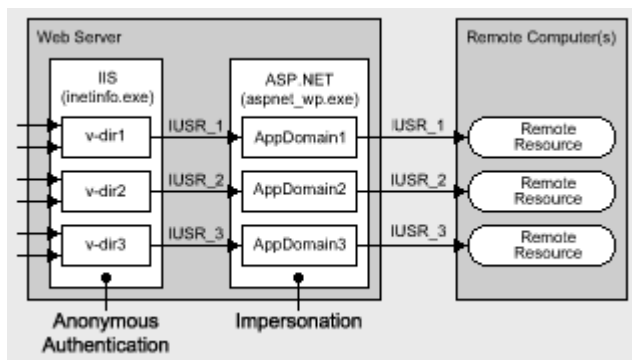 Web Server
Remote Computer(s)
IIS
(inetinfo.exe)
ASP.NET
(aspnet_wp.exe)
v-dir1
IUSR_1
AppDomain1
IUSR_1
Remote
Resource
v-dir2
IUSR_2
AppDomain2
IUSR_2
Remote
Resource
v-dir3
IUSR_3
AppDomain3
IUSR_3
Remote
Resource
Anonymous
Authentication
Impersonation